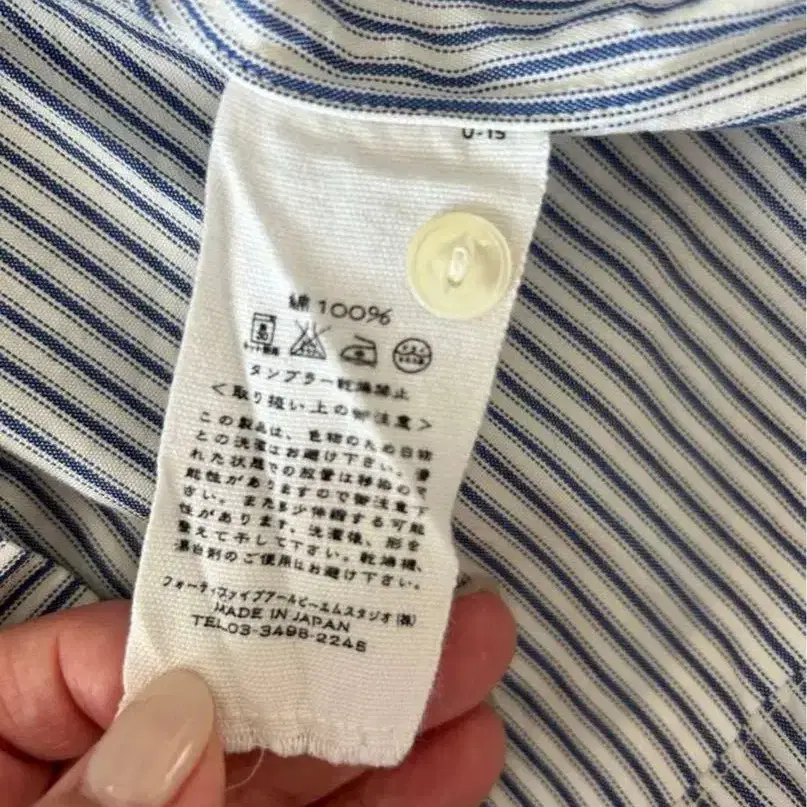 0-15
綿 100%
タンブラー乾燥禁止
<取り扱い上の御注意>
この製品は、色物のため白物
との洗濯はお避け下さい。濡
れた状態での放置は移染の可
能性がありますので御注意下
さい。また多少伸縮する可能
性があります。洗濯後、形を
整えて干して下さい。乾燥機、
漂白剤のご使用はお避け下さい。
フォーティファイブアールピーエムスタジオ(株)
MADE IN JAPAN
TEL03-3498-2248